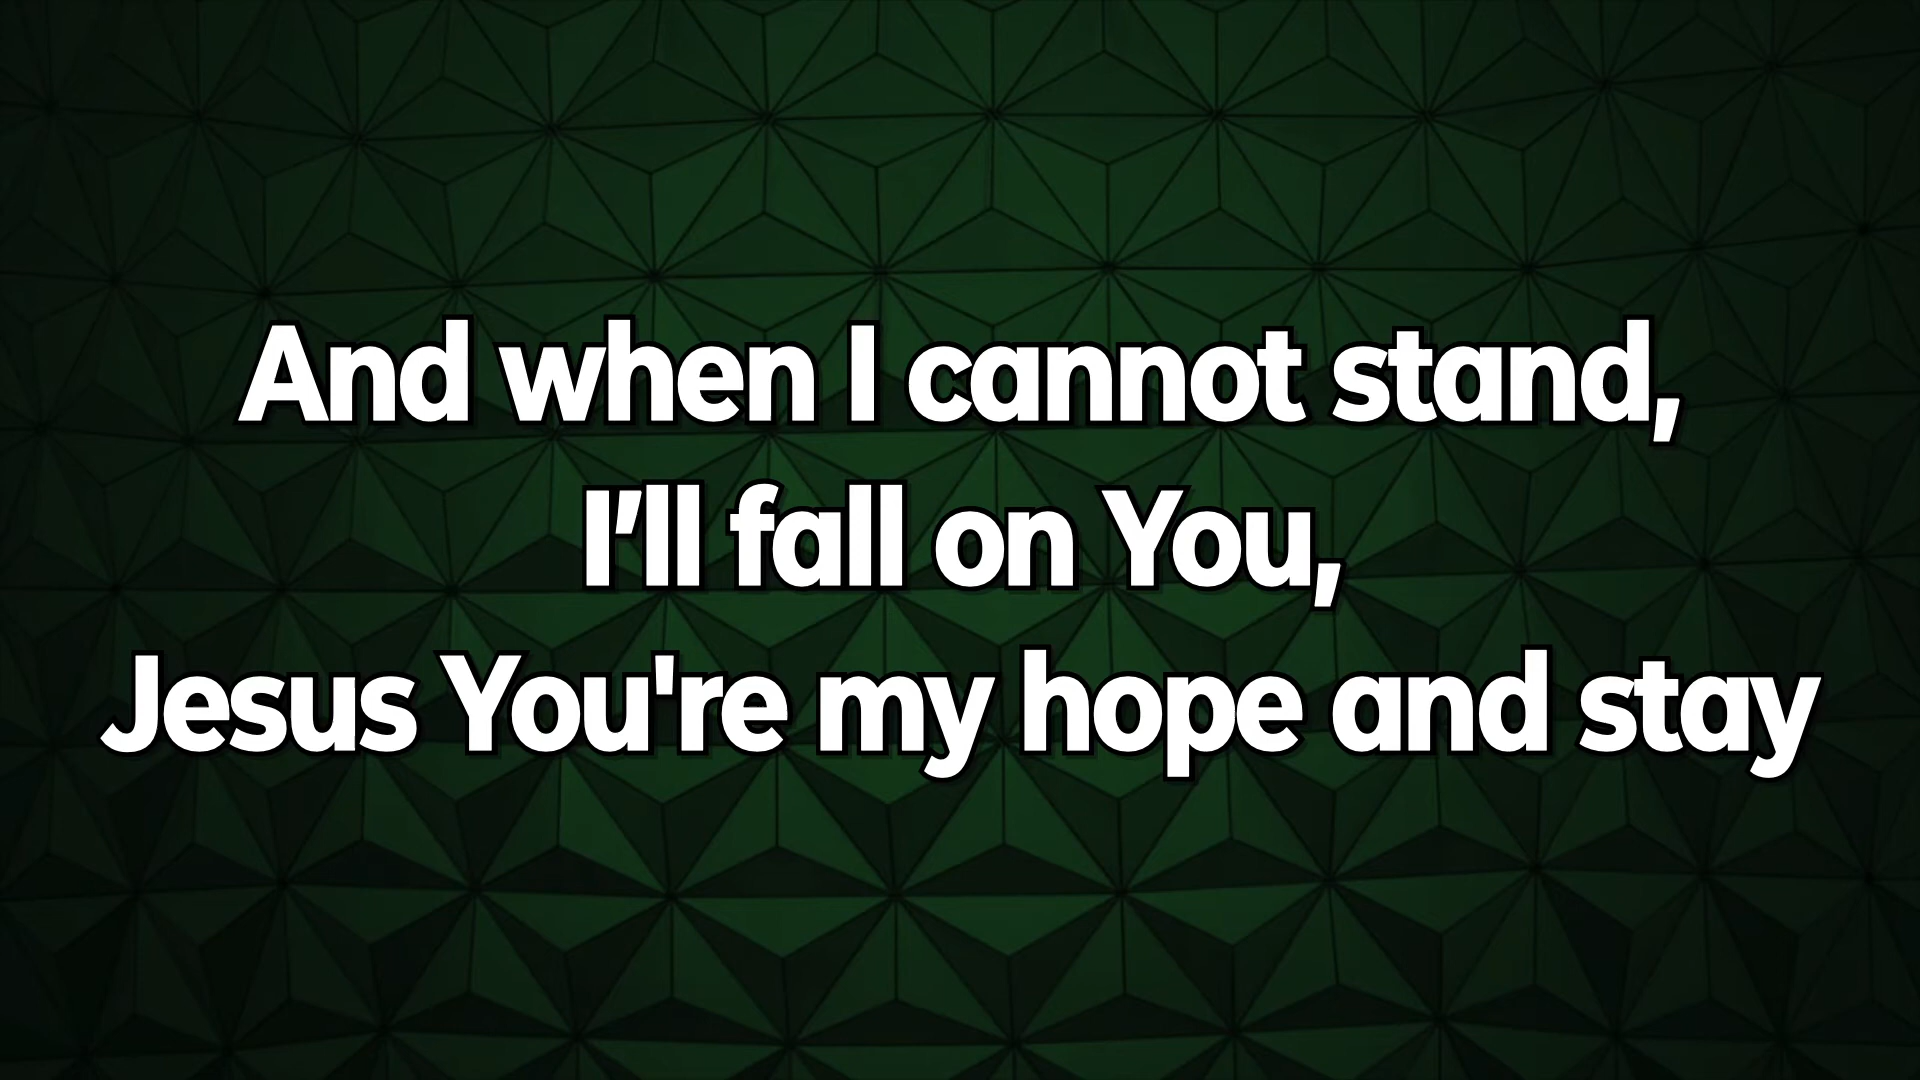 And when I cannot stand,
I’ll fall on You,
Jesus You're my hope and stay